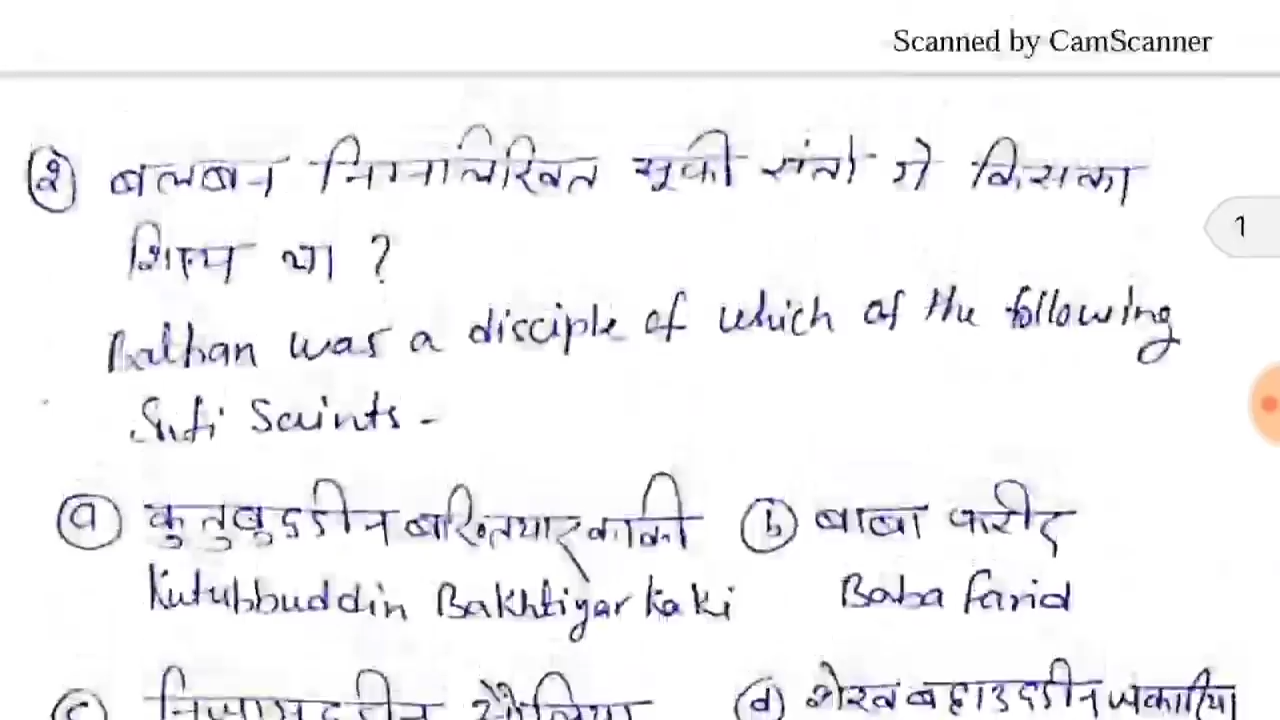 Scanned by CamScanner
② बलबन निम्नलिखित सूफी संतो मे किसका
1
शिष्य था ?
Balban was a disciple of which of the following
Sufi Saints -
ⓐ कुतुबुद्दीन बख्तियार काकी ⓑ बाबा फरीद
Kutubbuddin Bakhtiyar Kaki Baba Farid
ⓒ निजामुद्दीन औलिया ⓓ शेख बहाउद्दीन जकारिया